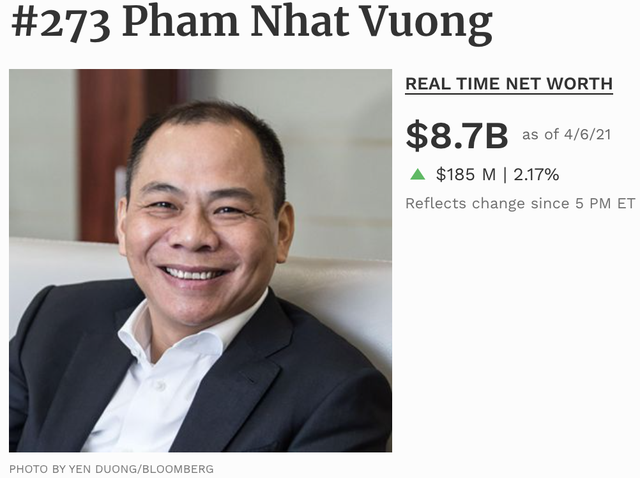 #273 Pham Nhat Vuong
REAL TIME NET WORTH
$8.7B as of 4/6/21
$185 M | 2.17%
Reflects change since 5 PM ET
PHOTO BY YEN DUONG/BLOOMBERG